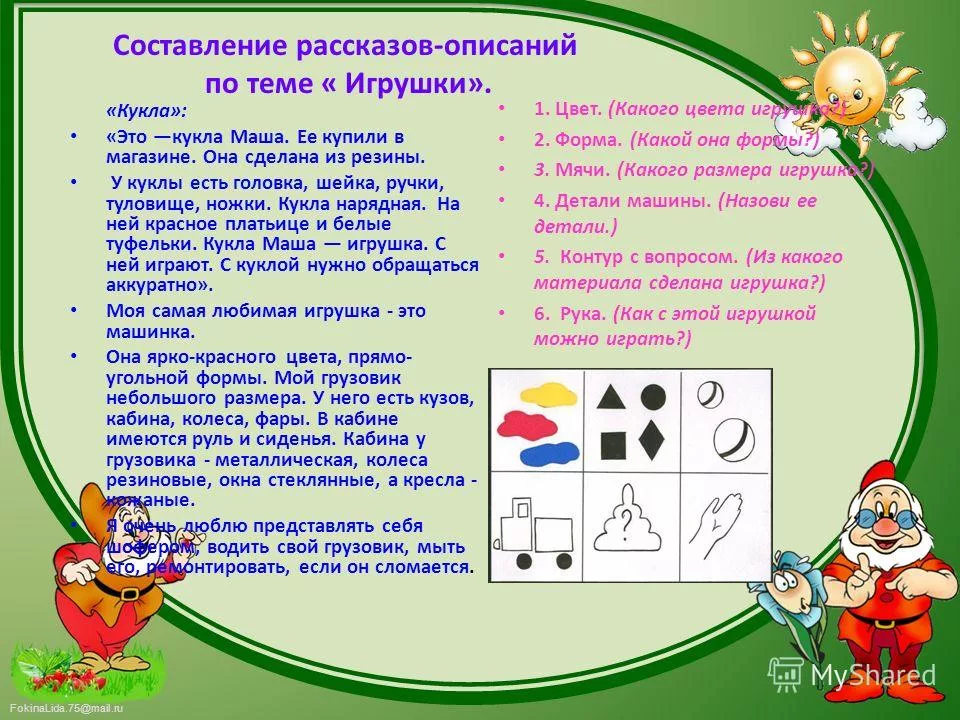 Составление рассказов-описаний
по теме « Игрушки».
«Кукла»:
• «Это —кукла Маша. Ее купили в
магазине. Она сделана из резины.
• У куклы есть головка, шейка, ручки,
туловище, ножки. Кукла нарядная. На
ней красное платьице и белые
туфельки. Кукла Маша — игрушка. С
ней играют. С куклой нужно обращаться
аккуратно».
• Моя самая любимая игрушка - это
машинка.
• Она ярко-красного цвета, прямо-
угольной формы. Мой грузовик
небольшого размера. У него есть кузов,
кабина, колеса, фары. В кабине
имеются руль и сиденья. Кабина у
грузовика - металлическая, колеса
резиновые, окна стеклянные, а кресла -
кожаные.
• Я очень люблю представлять себя
шофером, водить свой грузовик, мыть
его, ремонтировать, если он сломается.
• 1. Цвет. (Какого цвета игрушка?)
• 2. Форма. (Какой она формы?)
• 3. Мячи. (Какого размера игрушка?)
• 4. Детали машины. (Назови ее
детали.)
• 5. Контур с вопросом. (Из какого
материала сделана игрушка?)
• 6. Рука. (Как с этой игрушкой
можно играть?)
?
MyShared
FokinaLida.75@mail.ru